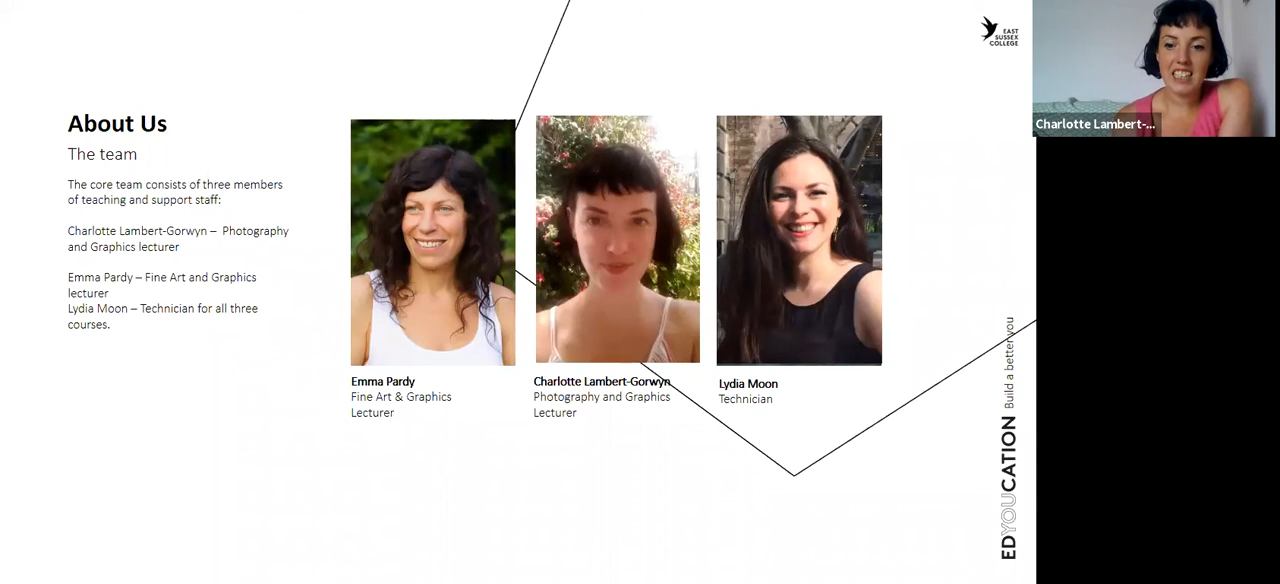 About Us
The team
The core team consists of three members
of teaching and support staff:
Charlotte Lambert-Gorwyn – Photography
and Graphics lecturer
Emma Pardy – Fine Art and Graphics
lecturer
Lydia Moon – Technician for all three
courses.
Emma Pardy
Fine Art & Graphics
Lecturer
Charlotte Lambert-Gorwyn
Photography and Graphics
Lecturer
Lydia Moon
Technician
EAST
SUSSEX
COLLEGE
EDYOUCATION Build a better you
Charlotte Lambert-...